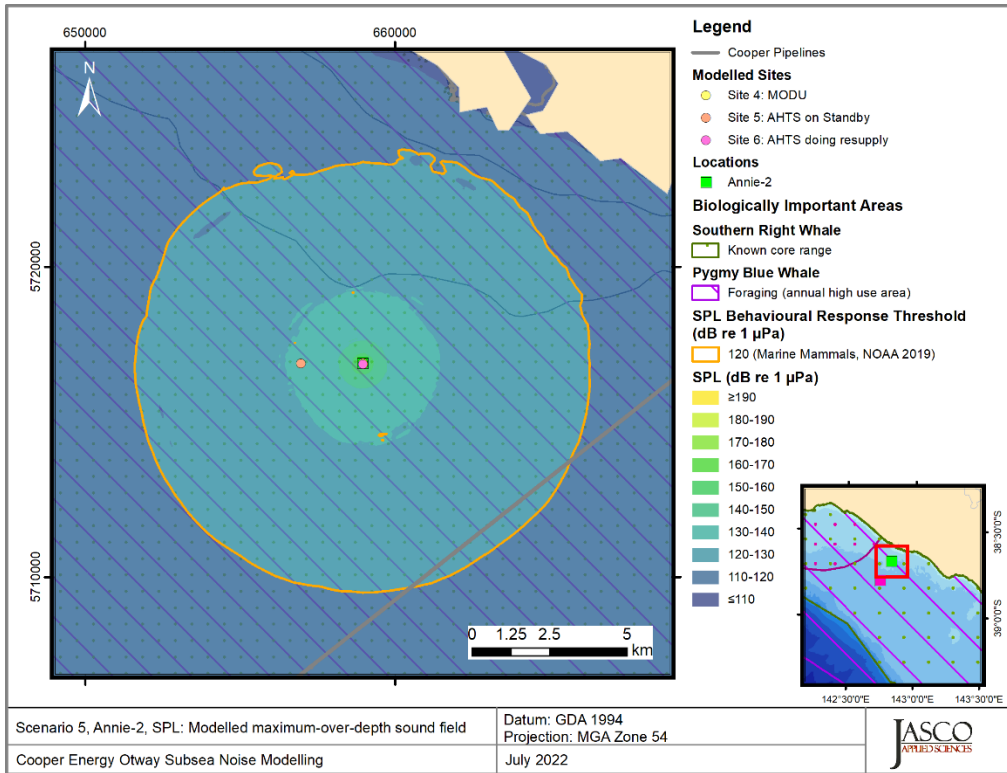 650000
660000
N
5720000
5710000
0 1.25 2.5 5
km
Legend
Cooper Pipelines
Modelled Sites
Site 4: MODU
Site 5: AHTS on Standby
Site 6: AHTS doing resupply
Locations
Annie-2
Biologically Important Areas
Southern Right Whale
Known core range
Pygmy Blue Whale
Foraging (annual high use area)
SPL Behavioural Response Threshold
(dB re 1 µPa)
120 (Marine Mammals, NOAA 2019)
SPL (dB re 1 µPa)
≥190
180-190
170-180
160-170
150-160
140-150
130-140
120-130
110-120
≤110
38°30'0"S
39°0'0"S
142°30'0"E
143°0'0"E
143°30'0"E
Scenario 5, Annie-2, SPL: Modelled maximum-over-depth sound field
Cooper Energy Otway Subsea Noise Modelling
Datum: GDA 1994
Projection: MGA Zone 54
July 2022
JASCO
APPLIED SCIENCES